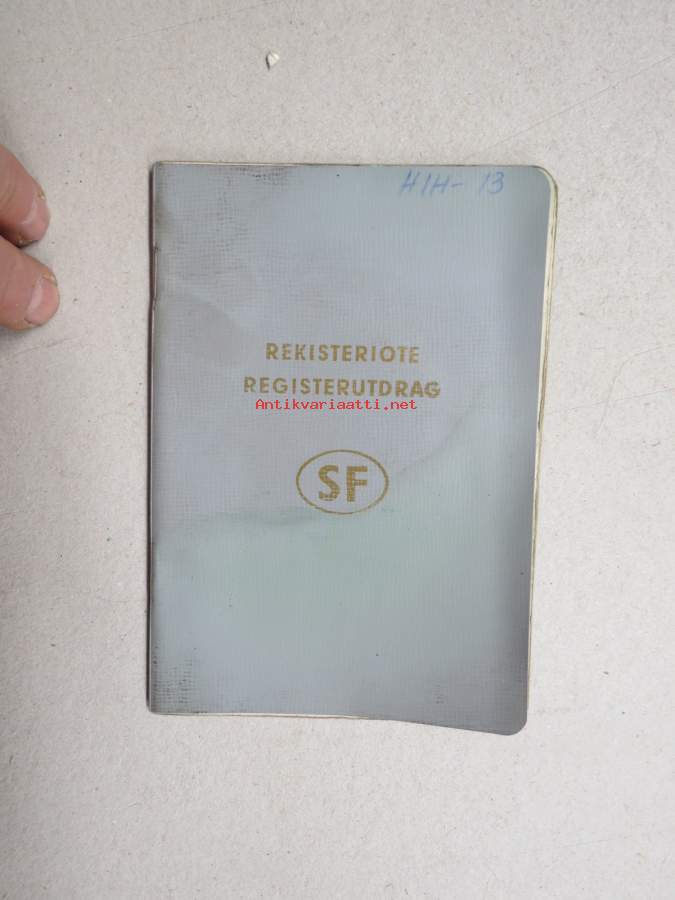 HIH-13
REKISTERIOTE
REGISTERUTDRAG
Antikvariaatti.net
SF